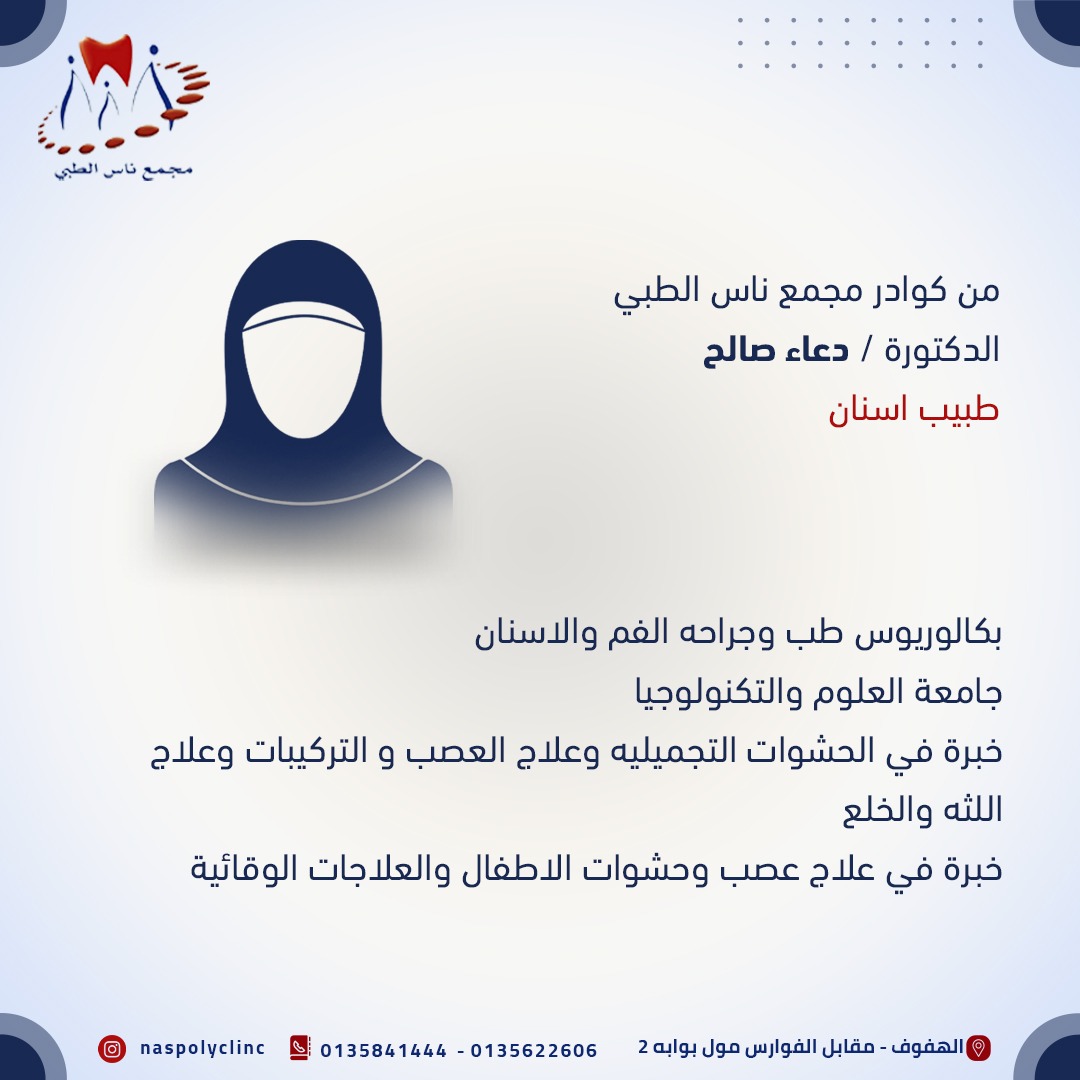 مجمع ناس الطبي
من كوادر مجمع ناس الطبي
الدكتورة / دعاء صالح
طبيب اسنان
بكالوريوس طب وجراحه الفم والاسنان
جامعة العلوم والتكنولوجيا
خبرة في الحشوات التجميليه وعلاج العصب و التركيبات وعلاج
اللثه والخلع
خبرة في علاج عصب وحشوات الاطفال والعلاجات الوقائية
الهفوف - مقابل الفوارس مول بوابه 2
0135841444 - 0135622606
naspolyclinc